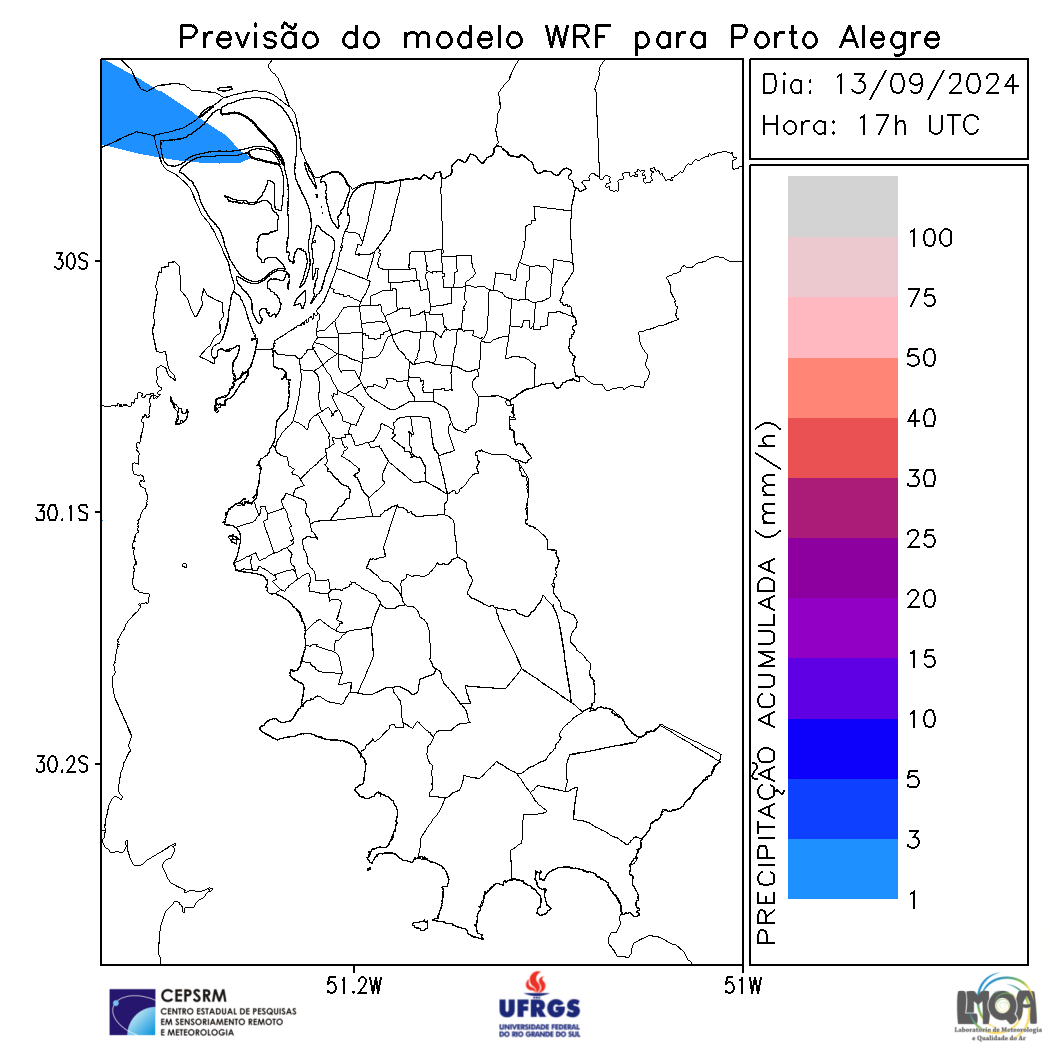 Previsão do modelo WRF para Porto Alegre
Dia: 13/09/2024
Hora: 17h UTC
100
75
50
40
30
25
20
15
10
5
3
1
PRECIPITAÇÃO ACUMULADA (mm/h)
30S
30.1S
30.2S
51.2W
51W
CEPSRM
CENTRO ESTADUAL DE PESQUISAS
EM SENSORIAMENTO REMOTO
E METEOROLOGIA
UFRGS
UNIVERSIDADE FEDERAL
DO RIO GRANDE DO SUL
LMQA
Laboratório de Meteorologia
e Qualidade do Ar